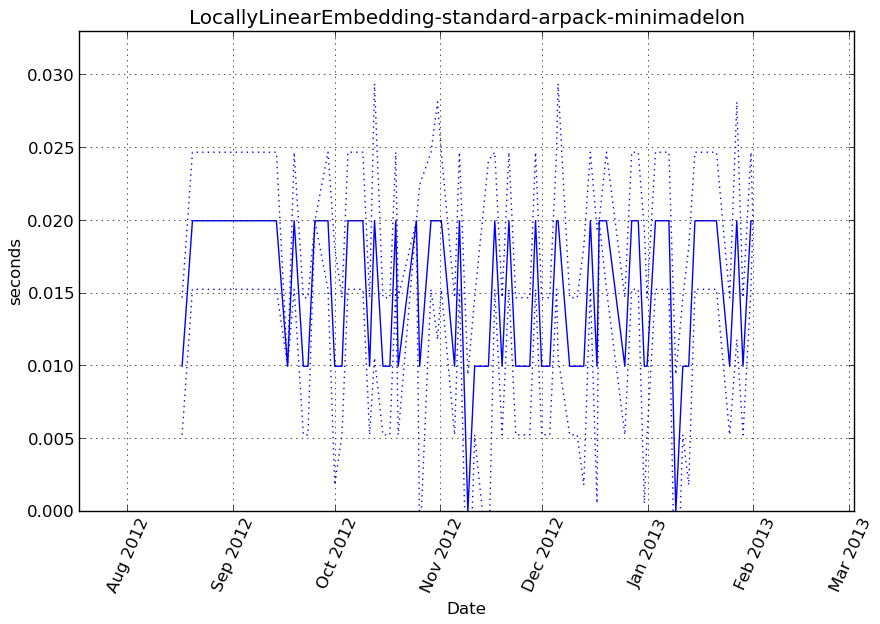 LocallyLinearEmbedding-standard-arpack-minimadelon
0.030
0.025
0.020
0.015
0.010
0.005
0.000
seconds
Aug 2012
Sep 2012
Oct 2012
Nov 2012
Dec 2012
Jan 2013
Feb 2013
Mar 2013
Date